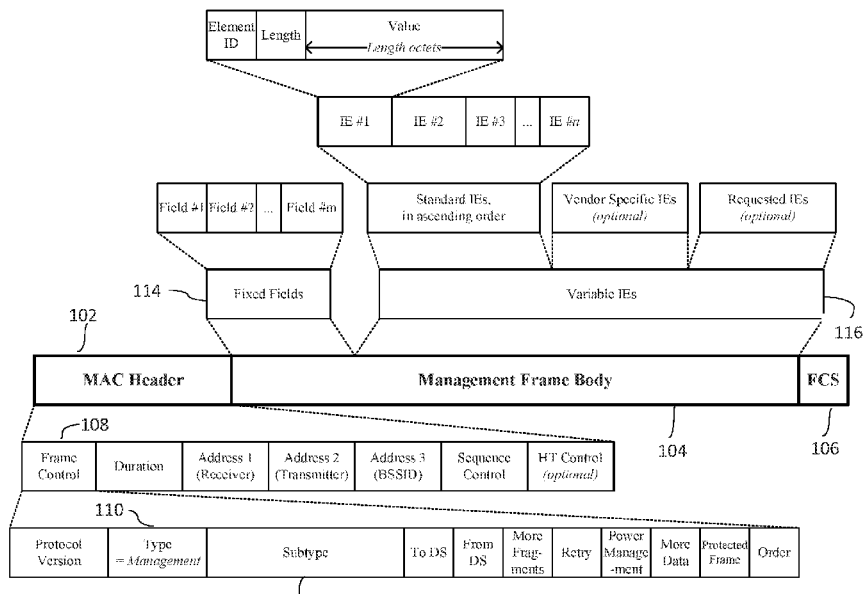 Element ID
Length
Value
Length octets
IE #1
IE #2
IE #3
...
IE #n
Field #1
Field #2
...
Field #m
Standard IEs, in ascending order
Vendor Specific IEs (optional)
Requested IEs (optional)
114
Fixed Fields
Variable IEs
116
102
MAC Header
Management Frame Body
FCS
104
106
108
Frame Control
Duration
Address 1 (Receiver)
Address 2 (Transmitter)
Address 3 (BSSID)
Sequence Control
HT Control (optional)
110
Protocol Version
Type = Management
Subtype
To DS
From DS
More Frag-ments
Retry
Power Manage-ment
More Data
Protected Frame
Order